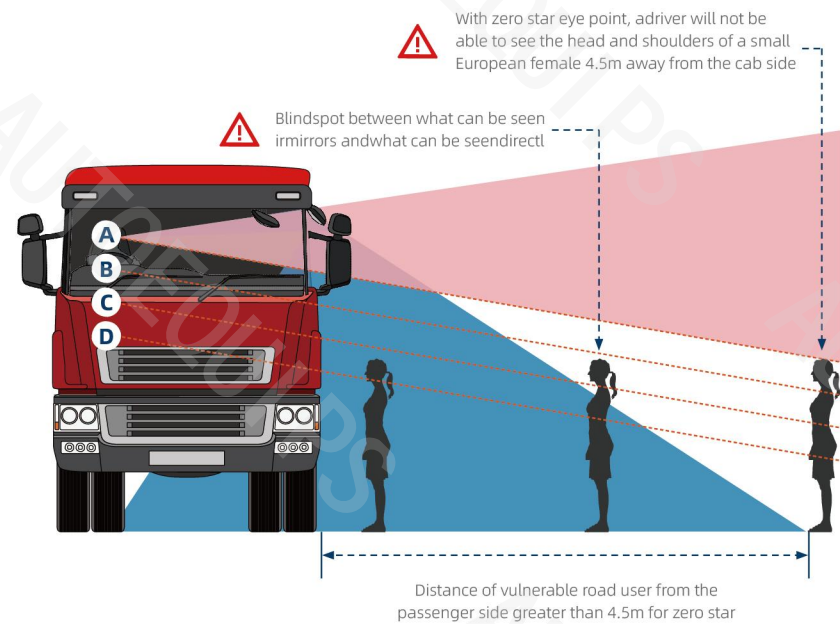 With zero star eye point, adriver will not be
able to see the head and shoulders of a small
European female 4.5m away from the cab side
Blindspot between what can be seen
irmirrors andwhat can be seendirectl
A
B
C
D
Distance of vulnerable road user from the
passenger side greater than 4.5m for zero star
AUTOEQUIPS